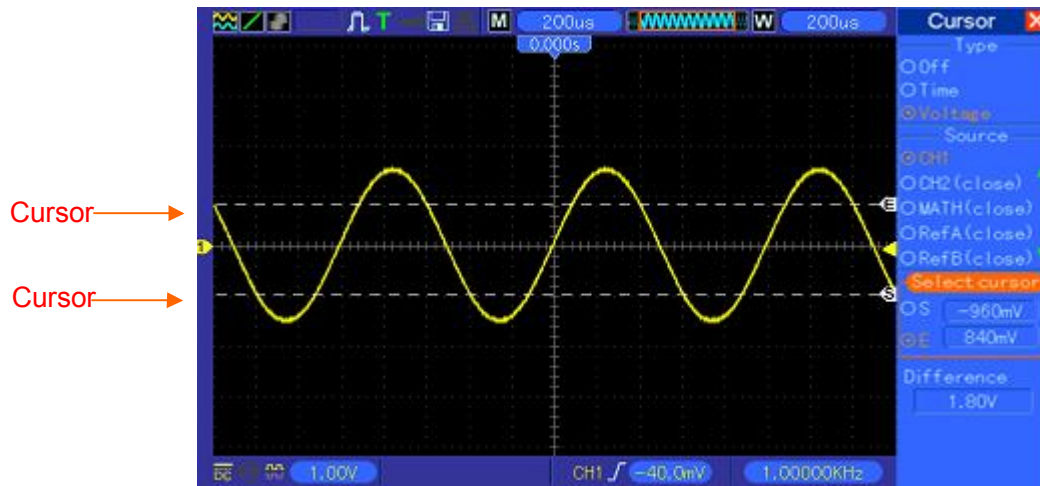 T M 200us W 200us
0.000s
Cursor
Type
Off
Time
Voltage
Source
CH1
CH2(close)
MATH(close)
RefA(close)
RefB(close)
Select cursor
S -960mV
E 840mV
Difference
1.80V
Cursor
Cursor
1
E
S
DC 1.00V CH1 -40.0mV 1.00000KHz